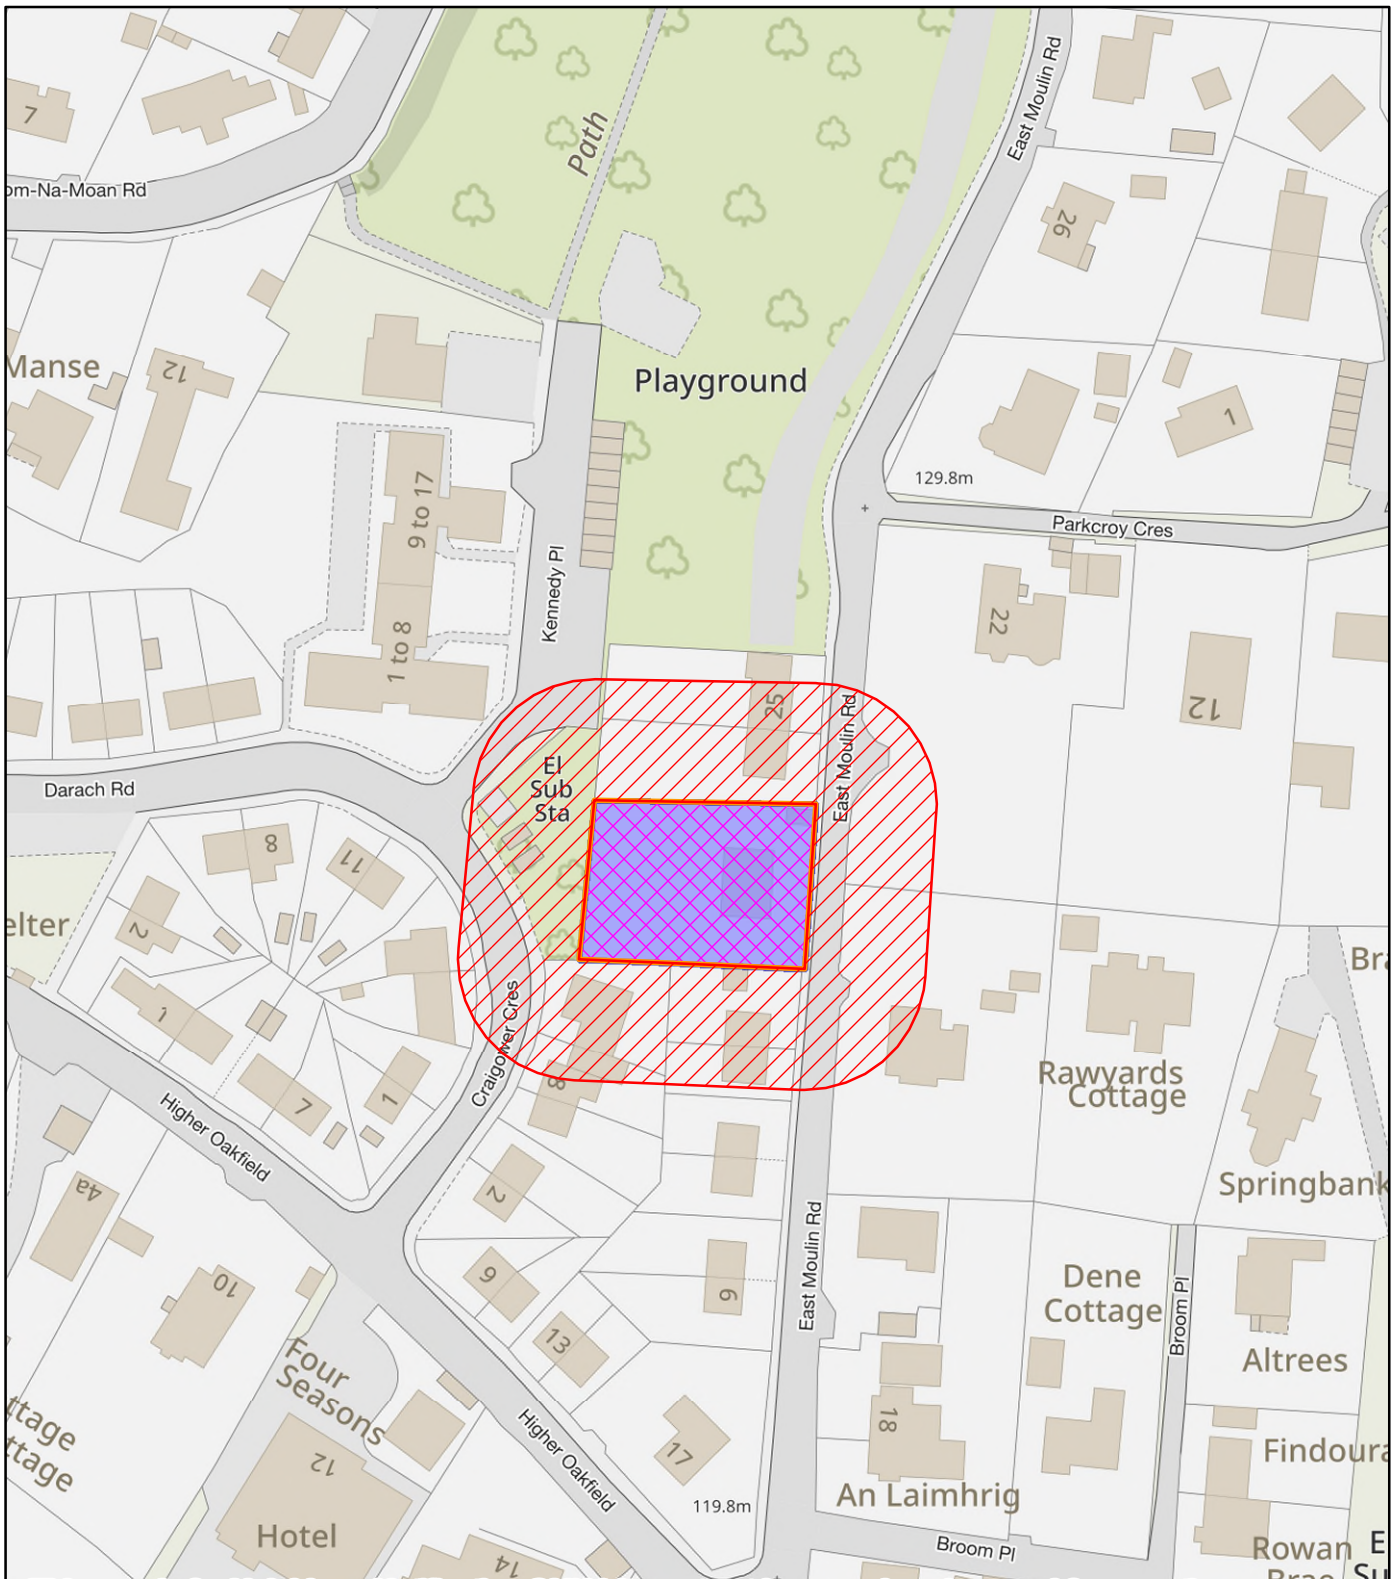 East Moulin Rd
7
Path
om-Na-Moan Rd
26
Manse
12
Playground
1
129.8m
9 to 17
Parkcroy Cres
Kennedy Pl
22
1 to 8
12
25
East Moulin Rd
El
Sub
Sta
Darach Rd
8
11
2
elter
Bra
1
Craigower Cres
8
Rawyards
Cottage
7
1
Higher Oakfield
4a
2
Springbank
East Moulin Rd
10
9
6
Dene
Cottage
Broom Pl
13
Four
Seasons
Altrees
ttage
ttage
18
12
17
Higher Oakfield
Findoura
An Laimhrig
119.8m
Hotel
Broom Pl
14
Rowan
Brae
E
Su